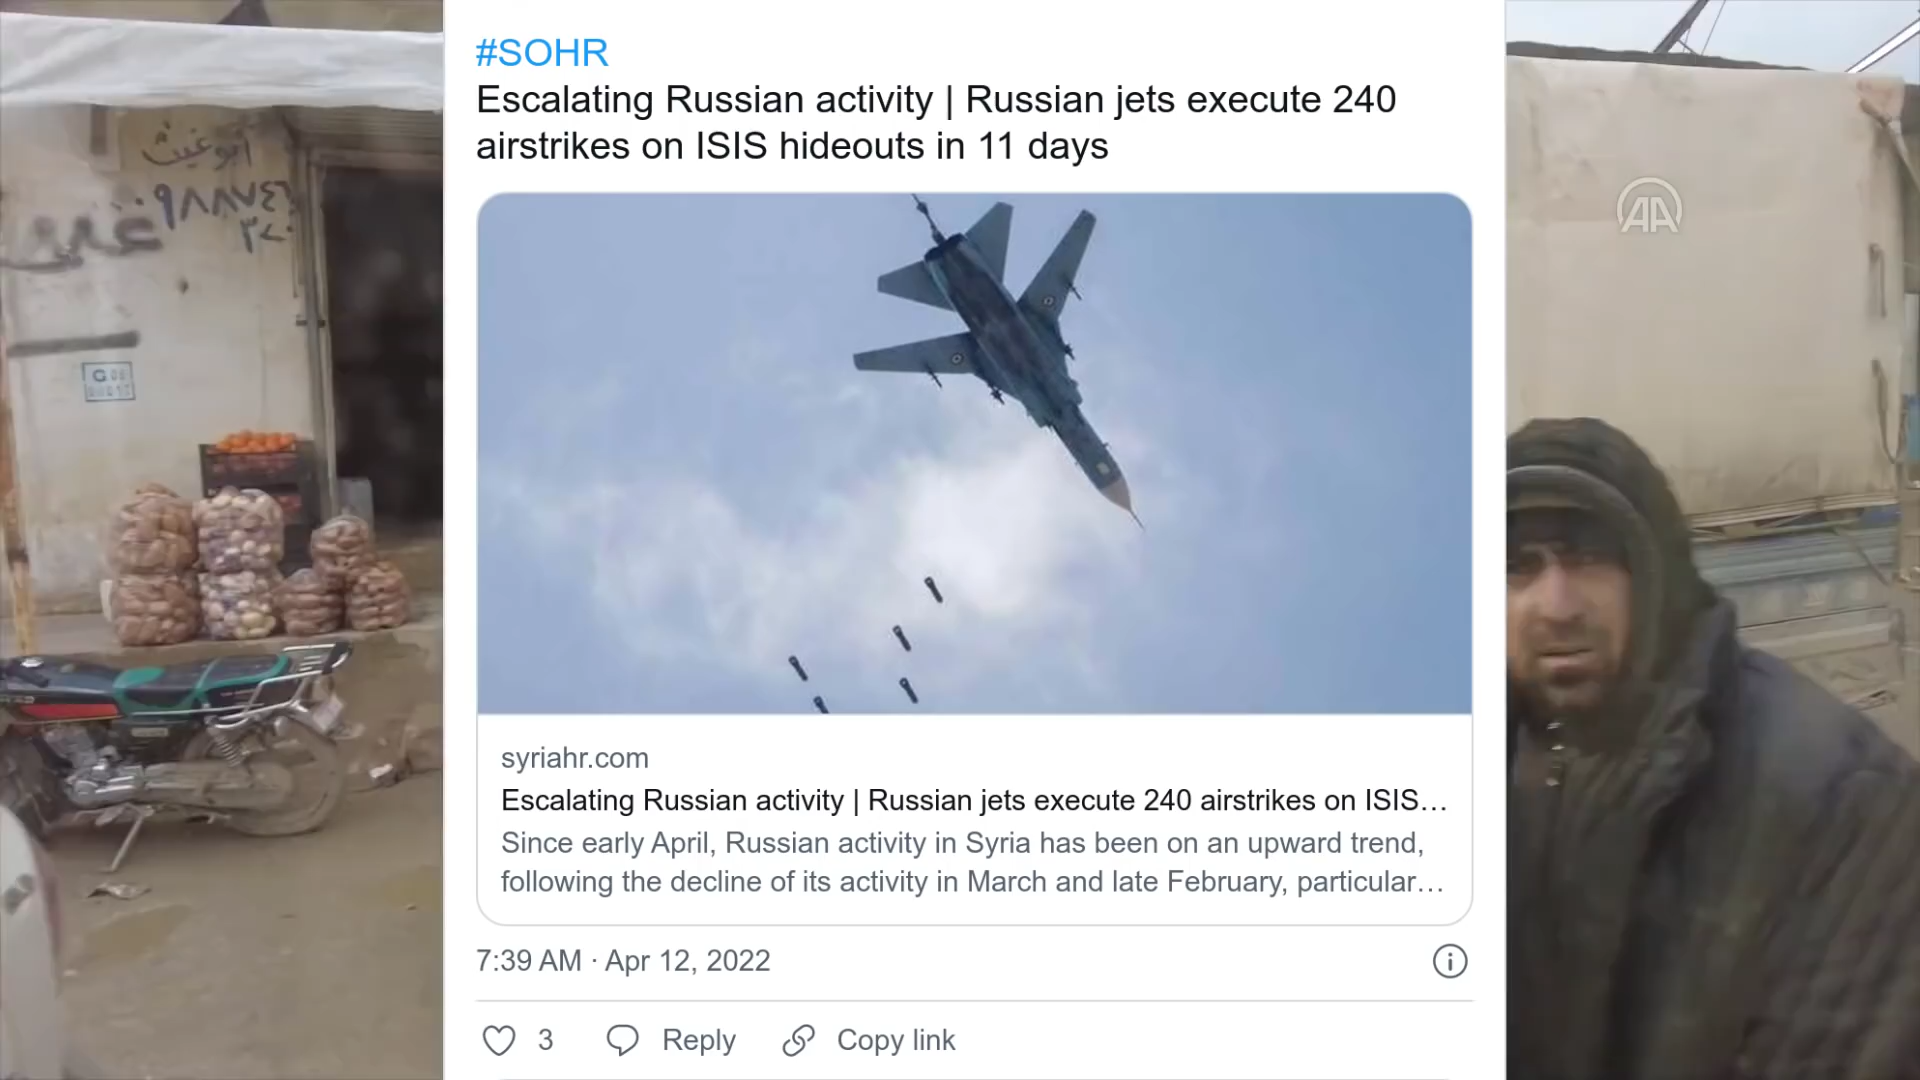 #SOHR
Escalating Russian activity | Russian jets execute 240
airstrikes on ISIS hideouts in 11 days
syriahr.com
Escalating Russian activity | Russian jets execute 240 airstrikes on ISIS…
Since early April, Russian activity in Syria has been on an upward trend,
following the decline of its activity in March and late February, particular…
7:39 AM · Apr 12, 2022
3 Reply Copy link
ابو غيث
AA